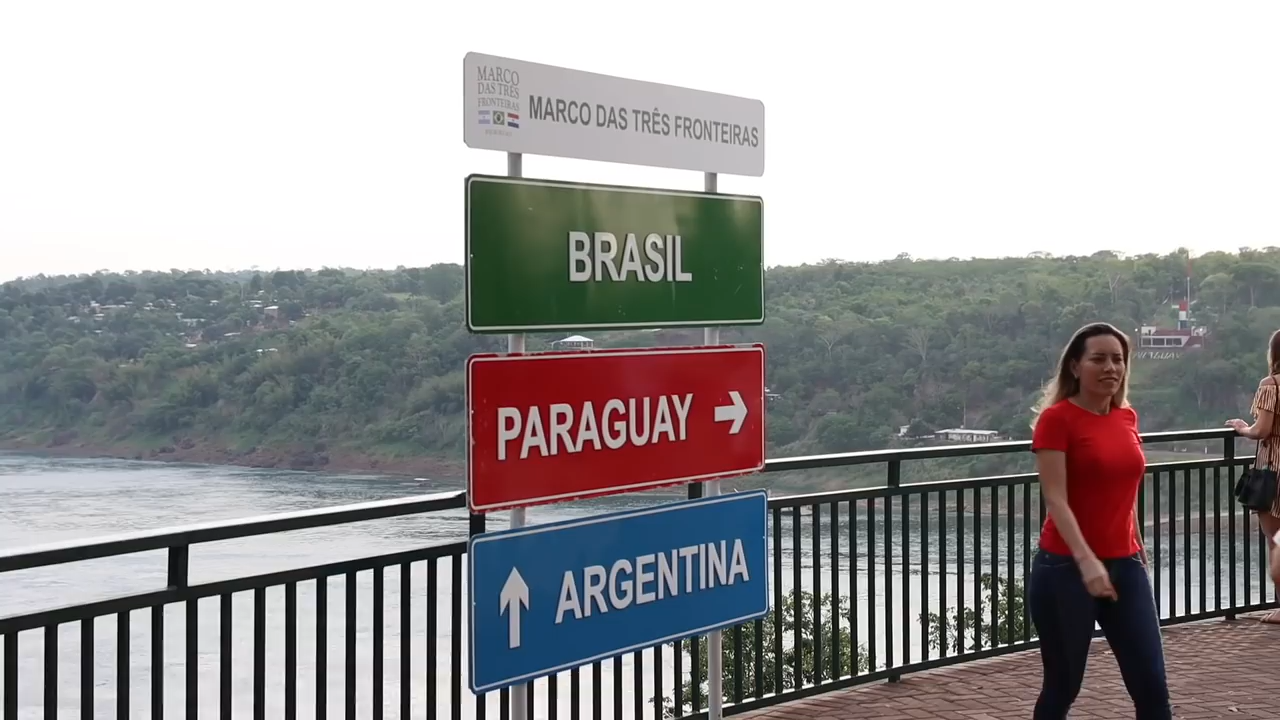 MARCO
DAS TRÊS
FRONTEIRAS
MARCO DAS TRÊS FRONTEIRAS
BRASIL
PARAGUAY
ARGENTINA